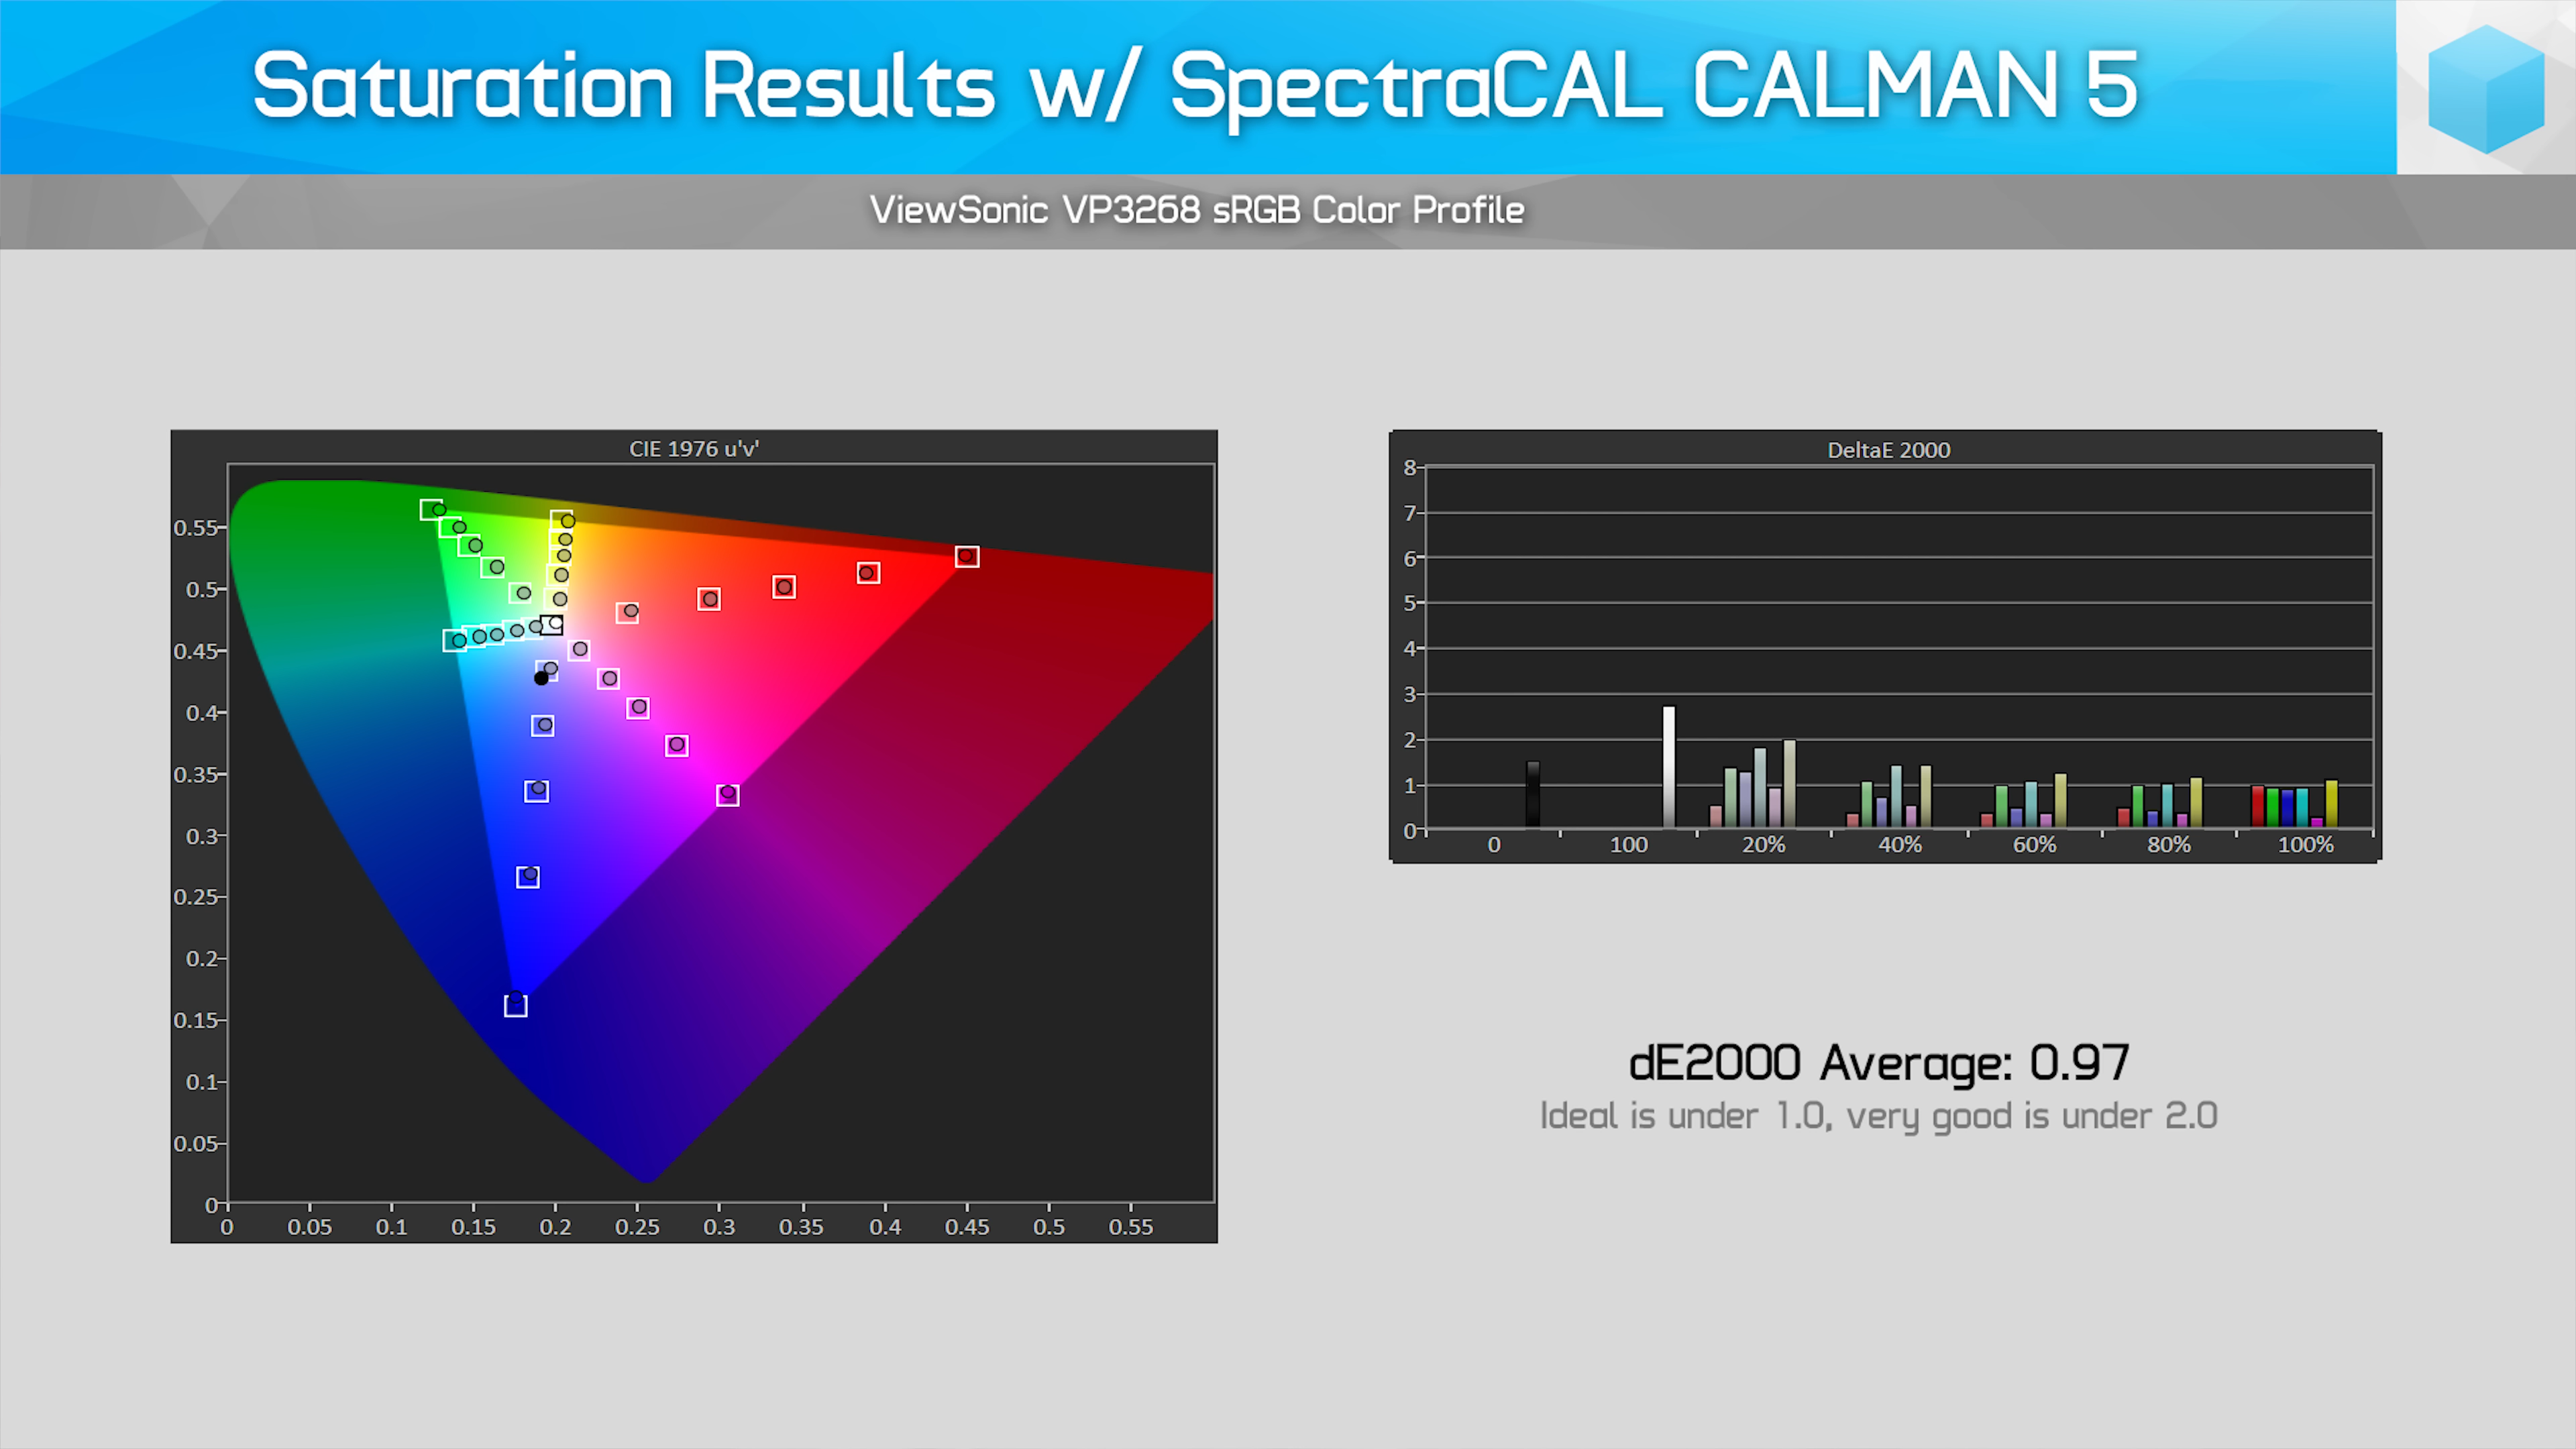 Saturation Results w/ SpectraCAL CALMAN 5
ViewSonic VP3268 sRGB Color Profile
CIE 1976 u'v'
0.55
0.5
0.45
0.4
0.35
0.3
0.25
0.2
0.15
0.1
0.05
0
0 0.05 0.1 0.15 0.2 0.25 0.3 0.35 0.4 0.45 0.5 0.55
DeltaE 2000
8
7
6
5
4
3
2
1
0
0 100 20% 40% 60% 80% 100%
dE2000 Average: 0.97
Ideal is under 1.0, very good is under 2.0